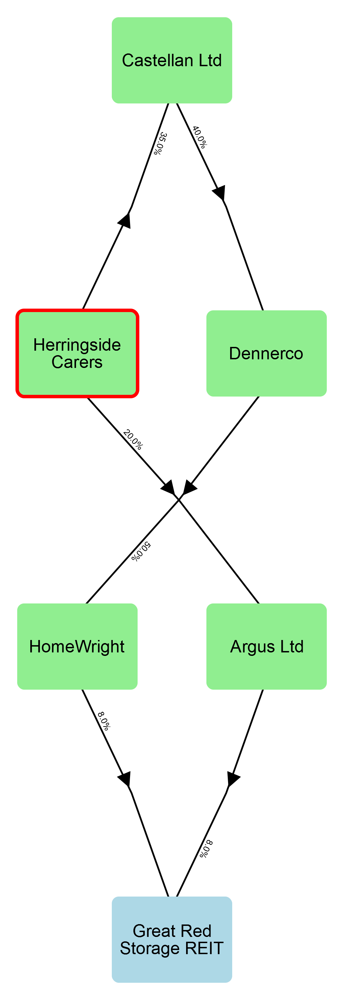 Castellan Ltd
35.0%
40.0%
Herringside
Carers
Dennerco
20.0%
50.0%
HomeWright
Argus Ltd
8.0%
8.0%
Great Red
Storage REIT